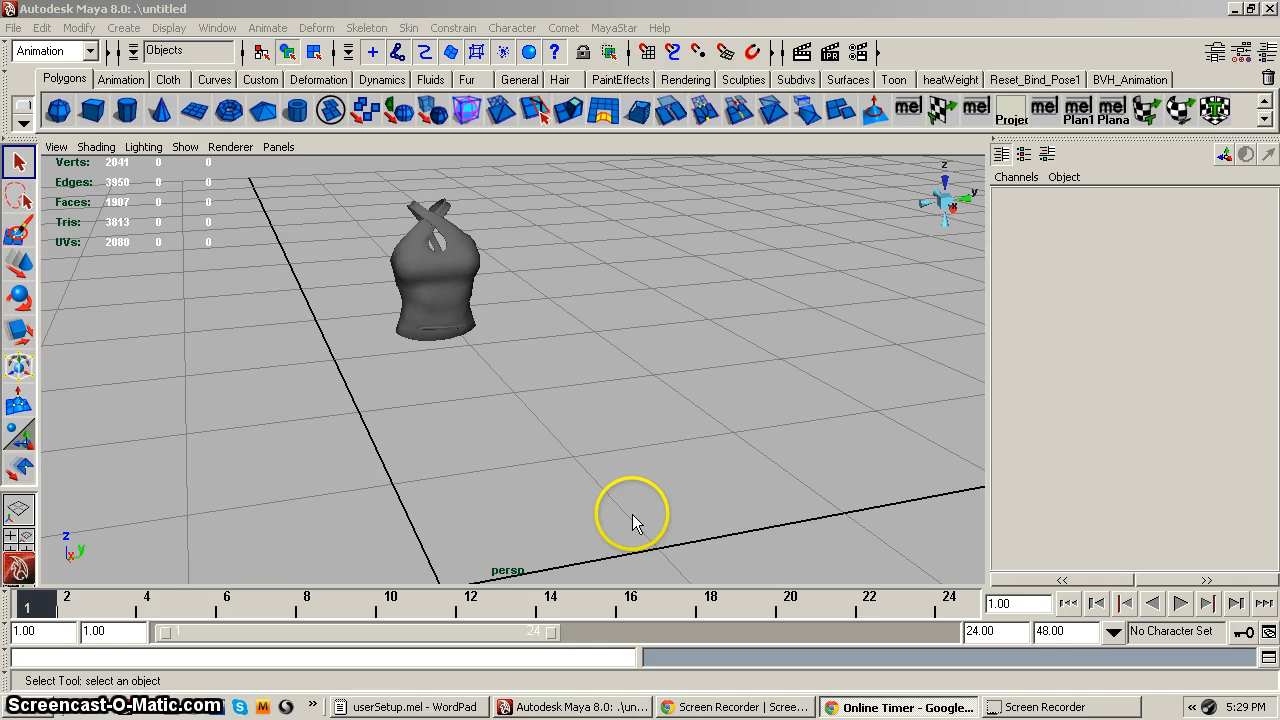 Autodesk Maya 8.0: .\untitled
File Edit Modify Create Display Window Animate Deform Skeleton Skin Constrain Character Comet MayaStar Help
Animation Objects
Polygons Animation Cloth Curves Custom Deformation Dynamics Fluids Fur General Hair PaintEffects Rendering Sculpties Subdivs Surfaces Toon heatWeight Reset_Bind_Pose1 BVH_Animation
mel mel Projec mel mel mel
Plan1 Plana
View Shading Lighting Show Renderer Panels
Verts: 2041 0 0
Edges: 3950 0 0
Faces: 1907 0 0
Tris: 3813 0 0
UVs: 2080 0 0
Channels Object
z
y
z
y
x
persp
<< >>
1 2 4 6 8 10 12 14 16 18 20 22 24 1.00
1.00 1.00 1 24 24.00 48.00 No Character Set
Select Tool: select an object
Screencast-O-Matic.com
userSetup.mel - WordPad
Autodesk Maya 8.0: .\un...
Screen Recorder | Scree...
Online Timer - Google...
Screen Recorder
5:29 PM